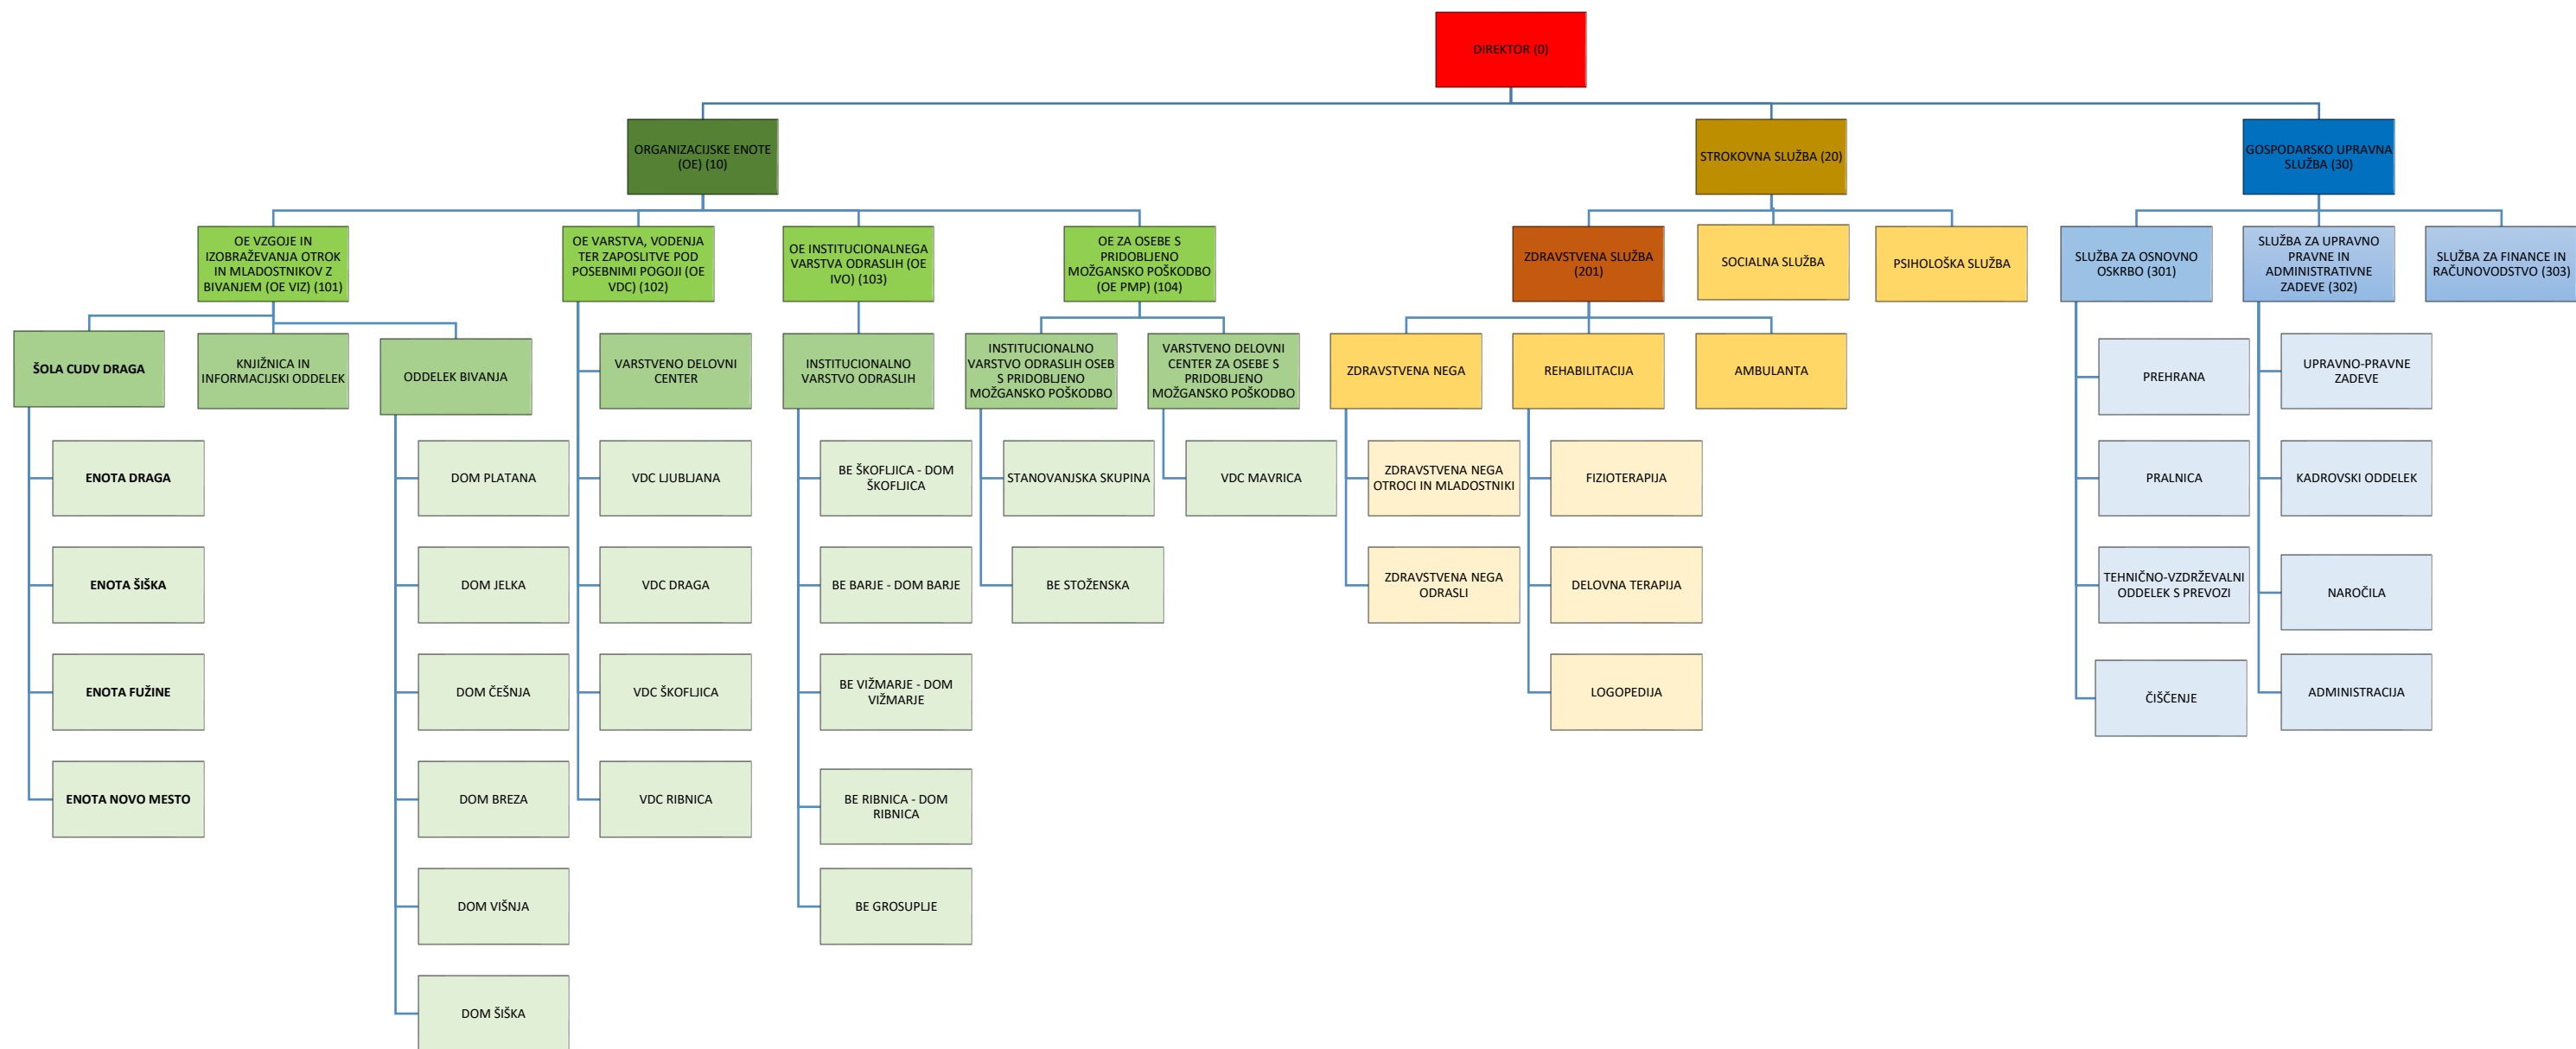 DIREKTOR (0)
ORGANIZACIJSKE ENOTE
(OE) (10)
STROKOVNA SLUŽBA (20)
GOSPODARSKO UPRAVNA
SLUŽBA (30)
OE VZGOJE IN
IZOBRAŽEVANJA OTROK
IN MLADOSTNIKOV Z
BIVANJEM (OE VIZ) (101)
OE VARSTVA, VODENJA
TER ZAPOSLITVE POD
POSEBNIMI POGOJI (OE
VDC) (102)
OE INSTITUCIONALNEGA
VARSTVA ODRASLIH (OE
IVO) (103)
OE ZA OSEBE S
PRIDOBLJENO
MOŽGANSKO POŠKODBO
(OE PMP) (104)
ZDRAVSTVENA SLUŽBA
(201)
SOCIALNA SLUŽBA
PSIHOLOŠKA SLUŽBA
SLUŽBA ZA OSNOVNO
OSKRBO (301)
SLUŽBA ZA UPRAVNO
PRAVNE IN
ADMINISTRATIVNE
ZADEVE (302)
SLUŽBA ZA FINANCE IN
RAČUNOVODSTVO (303)
ŠOLA CUDV DRAGA
KNJIŽNICA IN
INFORMACIJSKI ODDELEK
ODDELEK BIVANJA
VARSTVENO DELOVNI
CENTER
INSTITUCIONALNO
VARSTVO ODRASLIH
INSTITUCIONALNO
VARSTVO ODRASLIH OSEB
S PRIDOBLJENO
MOŽGANSKO POŠKODBO
VARSTVENO DELOVNI
CENTER ZA OSEBE S
PRIDOBLJENO
MOŽGANSKO POŠKODBO
ZDRAVSTVENA NEGA
REHABILITACIJA
AMBULANTA
PREHRANA
UPRAVNO-PRAVNE
ZADEVE
ENOTA DRAGA
DOM PLATANA
VDC LJUBLJANA
BE ŠKOFLJICA - DOM
ŠKOFLJICA
STANOVANJSKA SKUPINA
VDC MAVRICA
ZDRAVSTVENA NEGA
OTROCI IN MLADOSTNIKI
FIZIOTERAPIJA
PRALNICA
KADROVSKI ODDELEK
ENOTA ŠIŠKA
DOM JELKA
VDC DRAGA
BE BARJE - DOM BARJE
BE STOŽENSKA
ZDRAVSTVENA NEGA
ODRASLI
DELOVNA TERAPIJA
TEHNIČNO-VZDRŽEVALNI
ODDELEK S PREVOZI
NAROČILA
ENOTA FUŽINE
DOM ČEŠNJA
VDC ŠKOFLJICA
BE VIŽMARJE - DOM
VIŽMARJE
LOGOPEDIJA
ČIŠČENJE
ADMINISTRACIJA
ENOTA NOVO MESTO
DOM BREZA
VDC RIBNICA
BE RIBNICA - DOM
RIBNICA
DOM VIŠNJA
BE GROSUPLJE
DOM ŠIŠKA